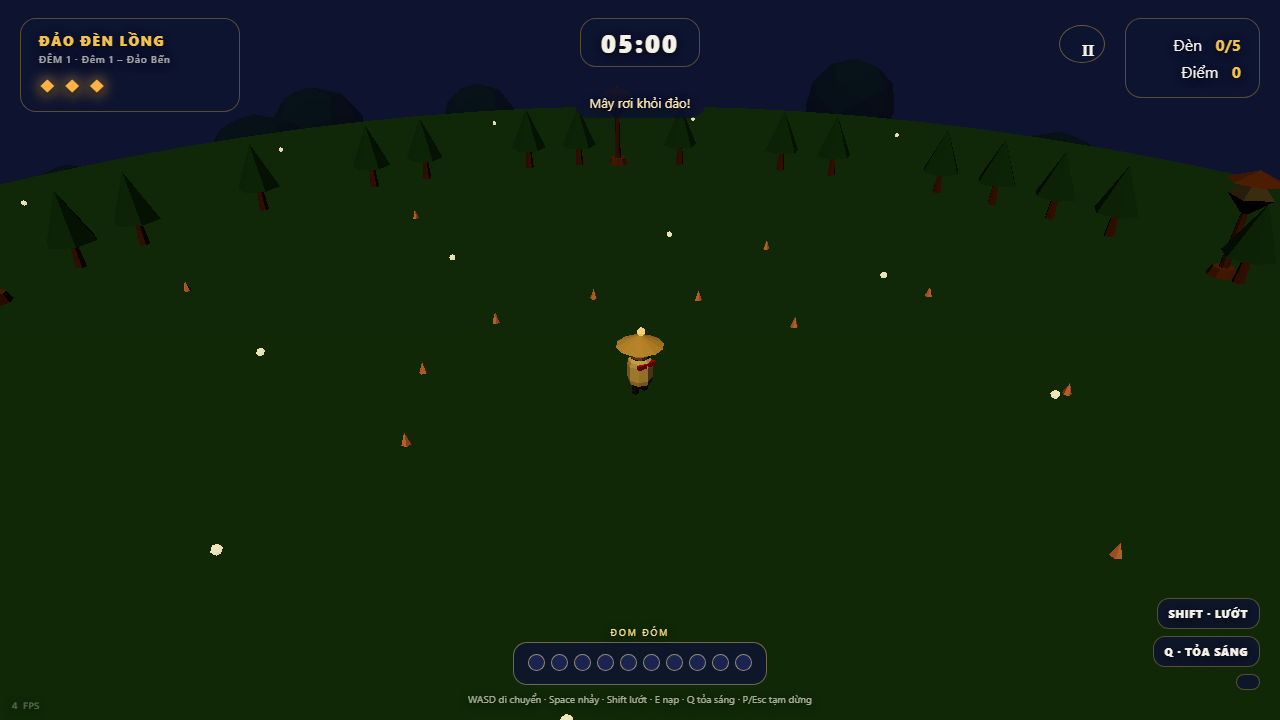 ĐẢO ĐÈN LỒNG
ĐÊM 1 · Đêm 1 – Đảo Bến
05:00
II
Đèn 0/5
Điểm 0
Mây rơi khỏi đảo!
SHIFT · LƯỚT
Q · TỎA SÁNG
ĐOM ĐÓM
WASD di chuyển · Space nhảy · Shift lướt · E nạp · Q tỏa sáng · P/Esc tạm dừng
4 FPS